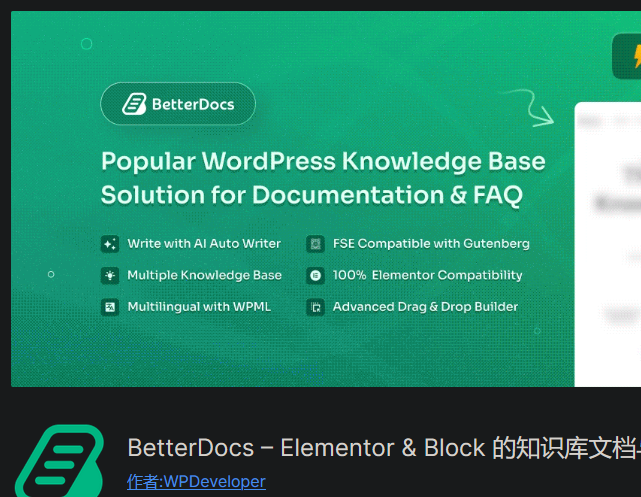 BetterDocs
Popular WordPress Knowledge Base
Solution for Documentation & FAQ
Write with AI Auto Writer
FSE Compatible with Gutenberg
Multiple Knowledge Base
100% Elementor Compatibility
Multilingual with WPML
Advanced Drag & Drop Builder
BetterDocs – Elementor & Block 的知识库文档
作者:WPDeveloper